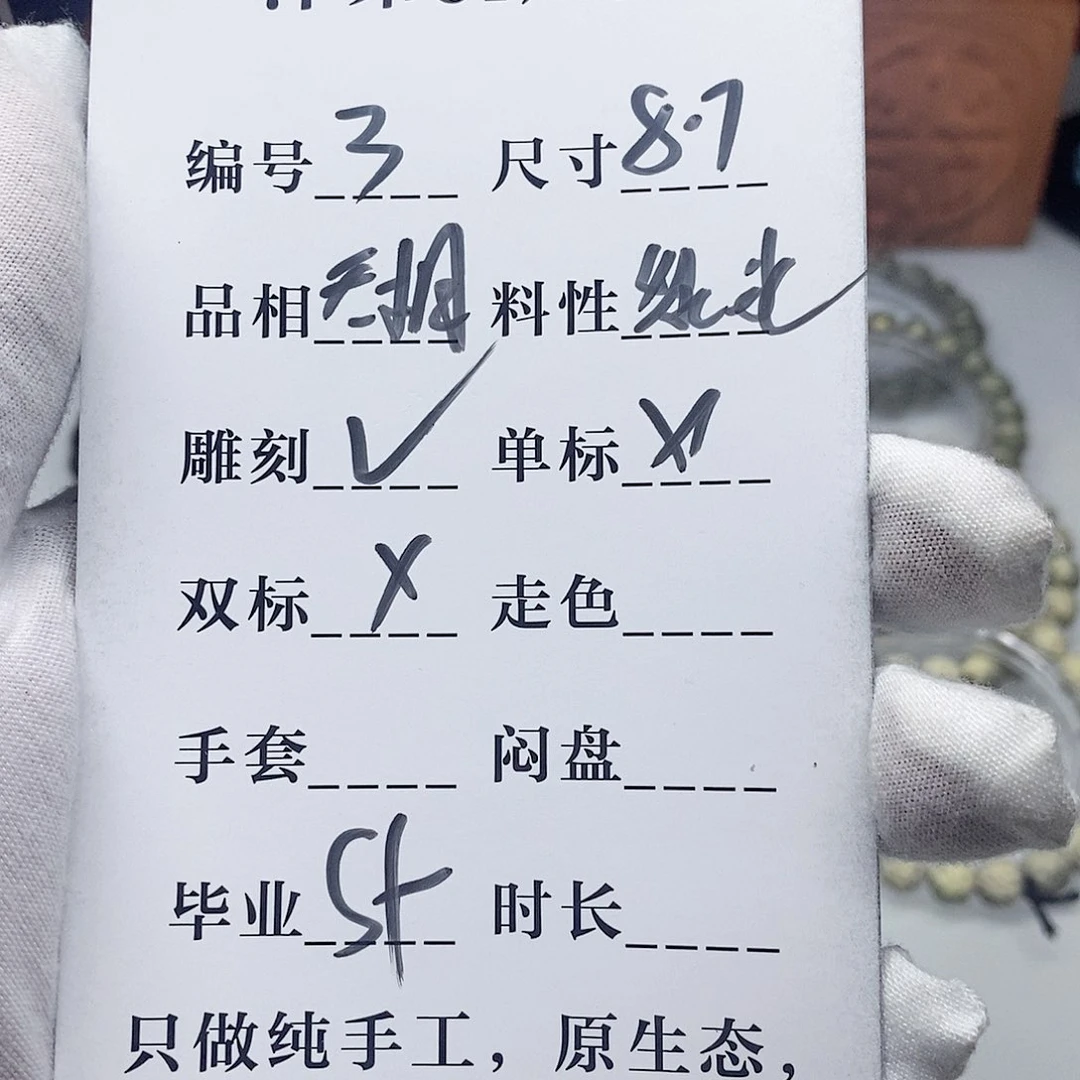 编号 3 尺寸 8.7
品相 料性
雕刻 ✓ 单标 X
双标 X 走色
手套 闷盘
毕业 5 时长
只做纯手工，原生态，